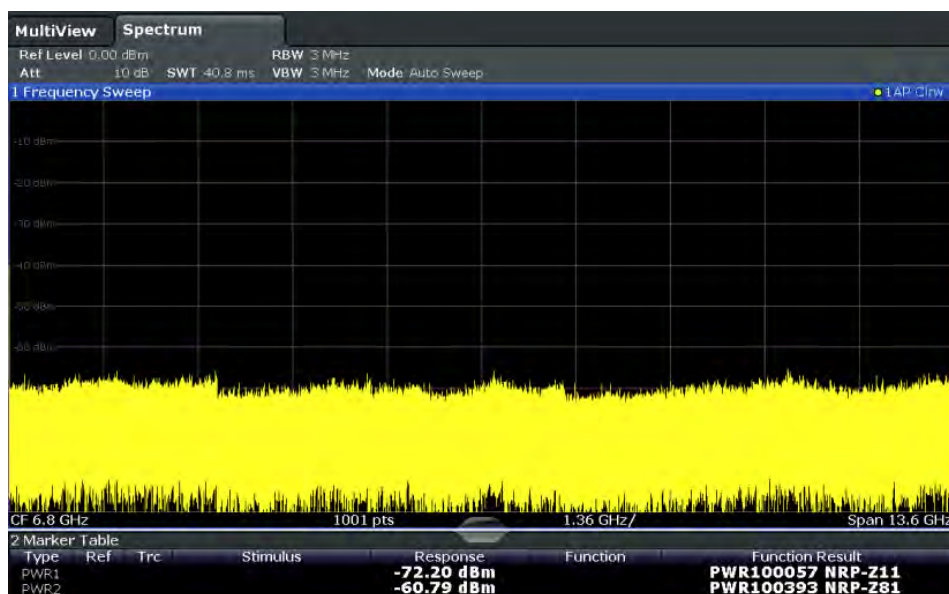 MultiView Spectrum
Ref Level 0.00 dBm RBW 3 MHz
Att 10 dB SWT 40.8 ms VBW 3 MHz Mode Auto Sweep
1 Frequency Sweep 1AP Clrw
-10 dBm
-20 dBm
-30 dBm
-40 dBm
-50 dBm
-60 dBm
CF 6.8 GHz 1001 pts 1.36 GHz/ Span 13.6 GHz
2 Marker Table
Type Ref Trc Stimulus Response Function Function Result
PWR1 -72.20 dBm PWR100057 NRP-Z11
PWR2 -60.79 dBm PWR100393 NRP-Z81